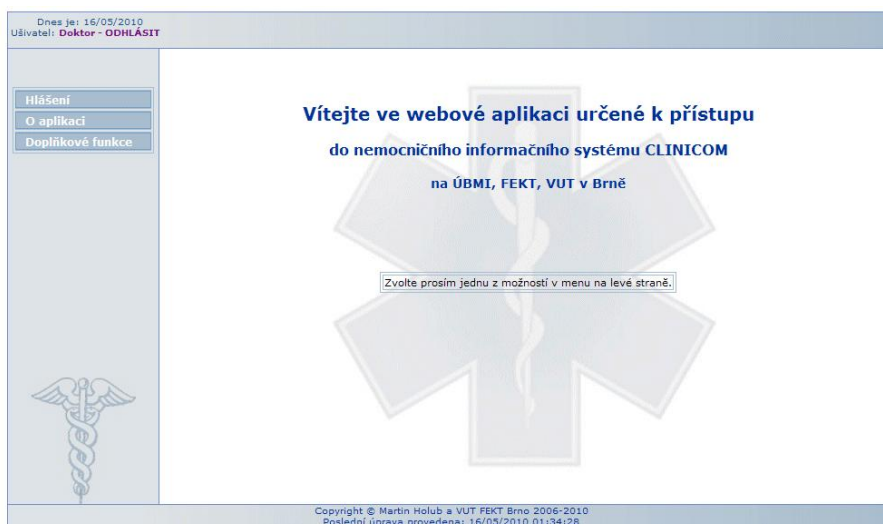 Dnes je: 16/05/2010
Ušivatel: Doktor - ODHLÁSIT
Hlášení
O aplikaci
Doplňkové funkce
Vítejte ve webové aplikaci určené k přístupu
do nemocničního informačního systému CLINICOM
na ÚBMI, FEKT, VUT v Brně
Zvolte prosím jednu z možností v menu na levé straně.
Copyright © Martin Holub a VUT FEKT Brno 2006-2010
Poslední úprava provedena: 16/05/2010 01:34:28